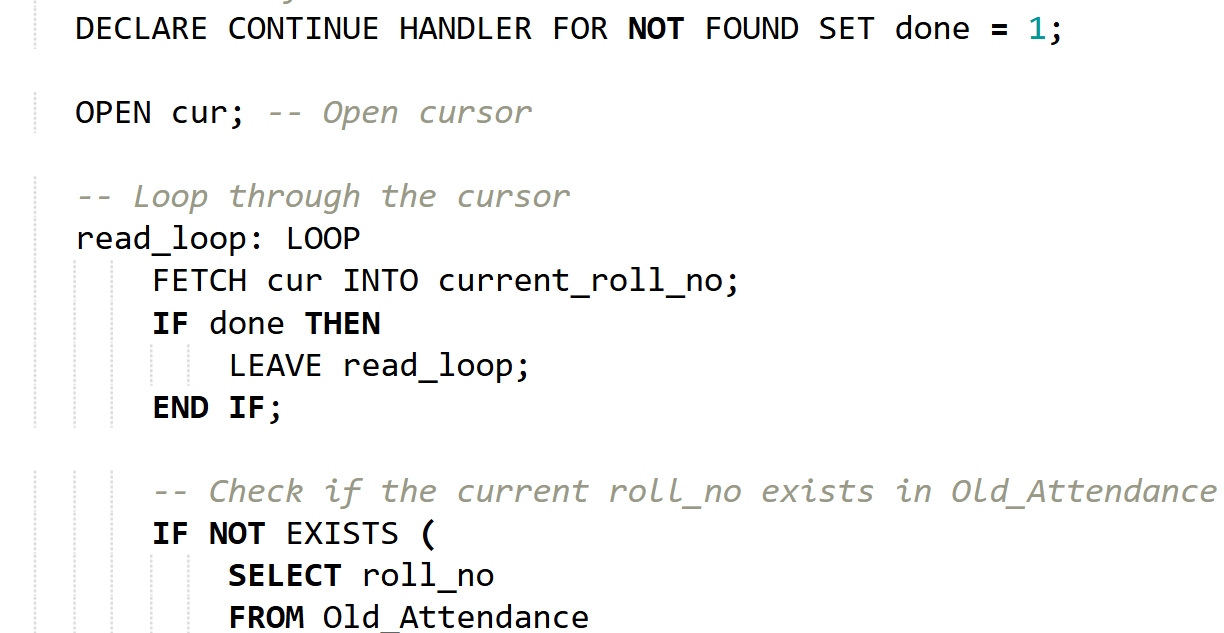 DECLARE CONTINUE HANDLER FOR NOT FOUND SET done = 1;
OPEN cur; -- Open cursor
-- Loop through the cursor
read_loop: LOOP
FETCH cur INTO current_roll_no;
IF done THEN
LEAVE read_loop;
END IF;
-- Check if the current roll_no exists in Old_Attendance
IF NOT EXISTS (
SELECT roll_no
FROM Old_Attendance